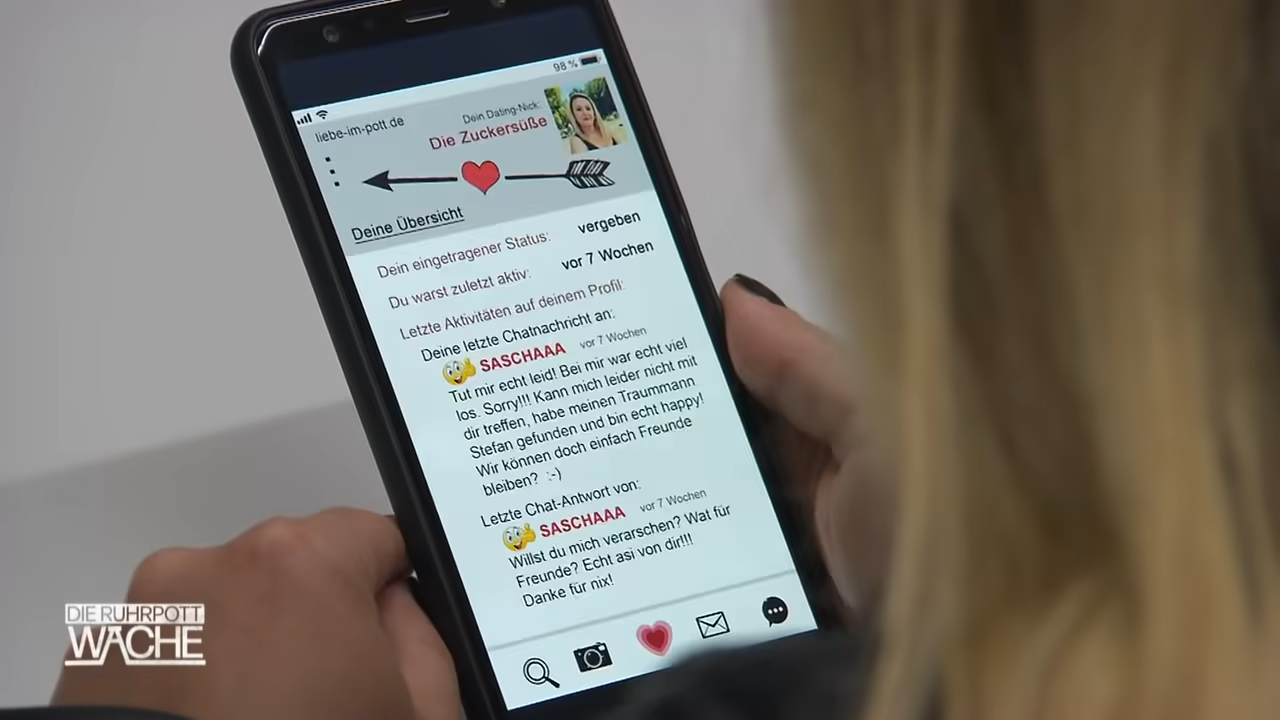 98 %
liebe-im-pott.de
Dein Dating-Nick:
Die Zuckersüße
Deine Übersicht
Dein eingetragener Status: vergeben
Du warst zuletzt aktiv: vor 7 Wochen
Letzte Aktivitäten auf deinem Profil:
Deine letzte Chatnachricht an:
SASCHAAA vor 7 Wochen
Tut mir echt leid! Bei mir war echt viel
los. Sorry!!! Kann mich leider nicht mit
dir treffen, habe meinen Traummann
Stefan gefunden und bin echt happy!
Wir können doch einfach Freunde
bleiben? :-)
Letzte Chat-Antwort von:
SASCHAAA vor 7 Wochen
Willst du mich verarschen? Wat für
Freunde? Echt asi von dir!!!
Danke für nix!
DIE RUHRPOTT
WACHE